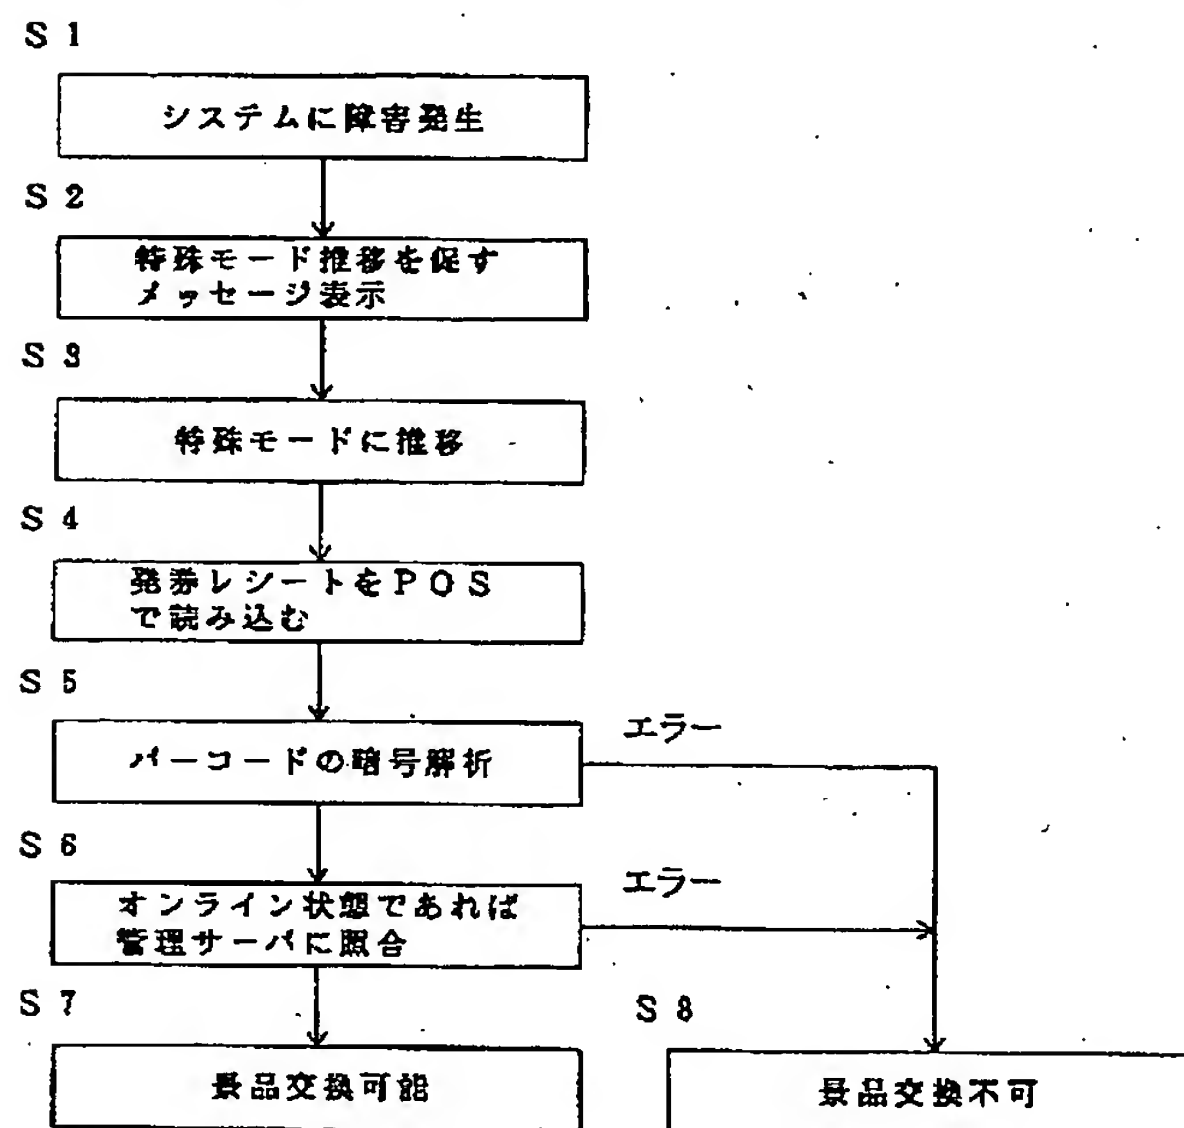 S 1
システムに障害発生
S 2
特殊モード推移を促す
メッセージ表示
S 3
特殊モードに推移
S 4
発券レシートをPOS
で読み込む
S 5
バーコードの暗号解析
エラー
S 6
オンライン状態であれば
管理サーバに照合
エラー
S 7
景品交換可能
S 8
景品交換不可